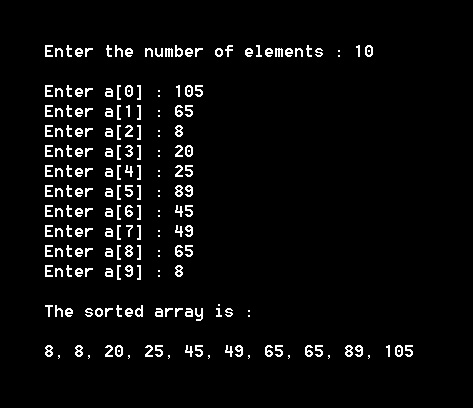 Enter the number of elements : 10
Enter a[0] : 105
Enter a[1] : 65
Enter a[2] : 8
Enter a[3] : 20
Enter a[4] : 25
Enter a[5] : 89
Enter a[6] : 45
Enter a[7] : 49
Enter a[8] : 65
Enter a[9] : 8
The sorted array is :
8, 8, 20, 25, 45, 49, 65, 65, 89, 105